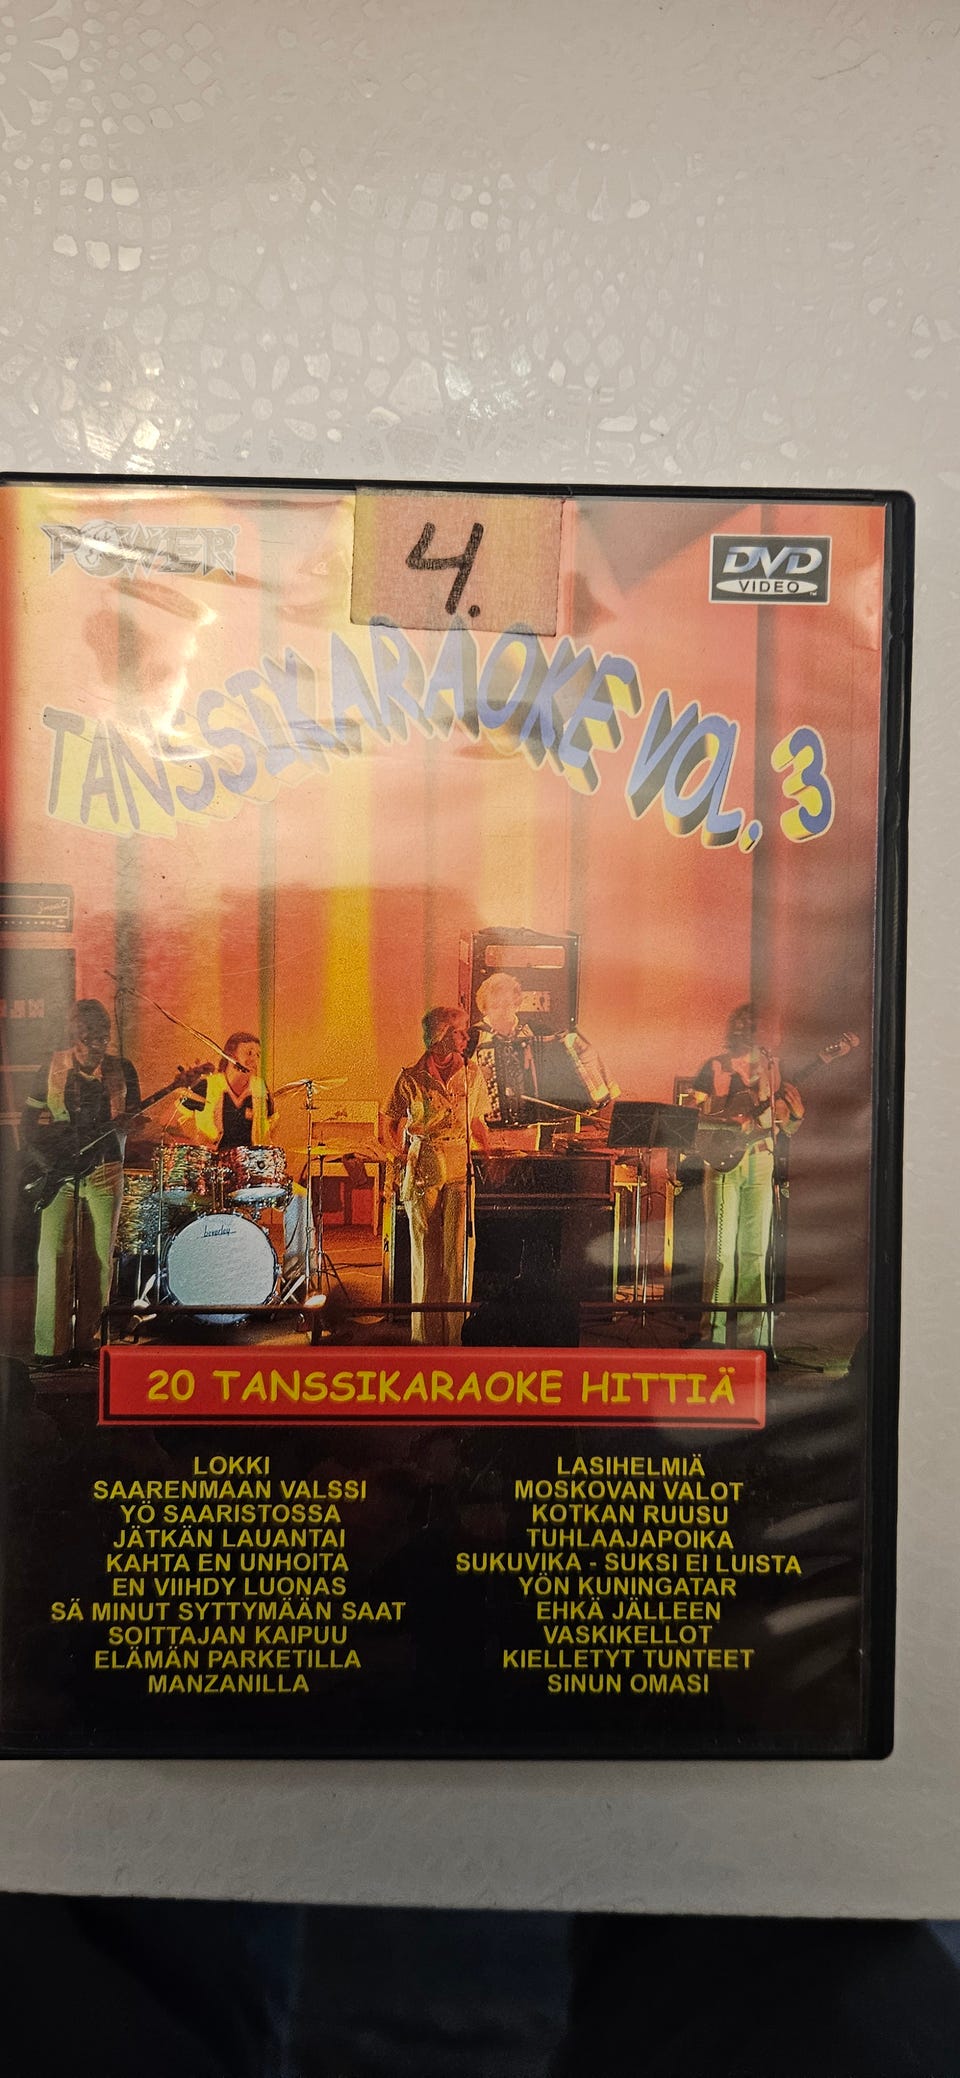 POWER
4.
DVD
VIDEO
TANSSIKARAOKE VOL. 3
beverley
20 TANSSIKARAOKE HITTIÄ
LOKKI
SAARENMAAN VALSSI
YÖ SAARISTOSSA
JÄTKÄN LAUANTAI
KAHTA EN UNHOITA
EN VIIHDY LUONAS
SÄ MINUT SYTTYMÄÄN SAAT
SOITTAJAN KAIPUU
ELÄMÄN PARKETILLA
MANZANILLA
LASIHELMIÄ
MOSKOVAN VALOT
KOTKAN RUUSU
TUHLAAJAPOIKA
SUKUVIKA - SUKSI EI LUISTA
YÖN KUNINGATAR
EHKÄ JÄLLEEN
VASKIKELLOT
KIELLETYT TUNTEET
SINUN OMASI